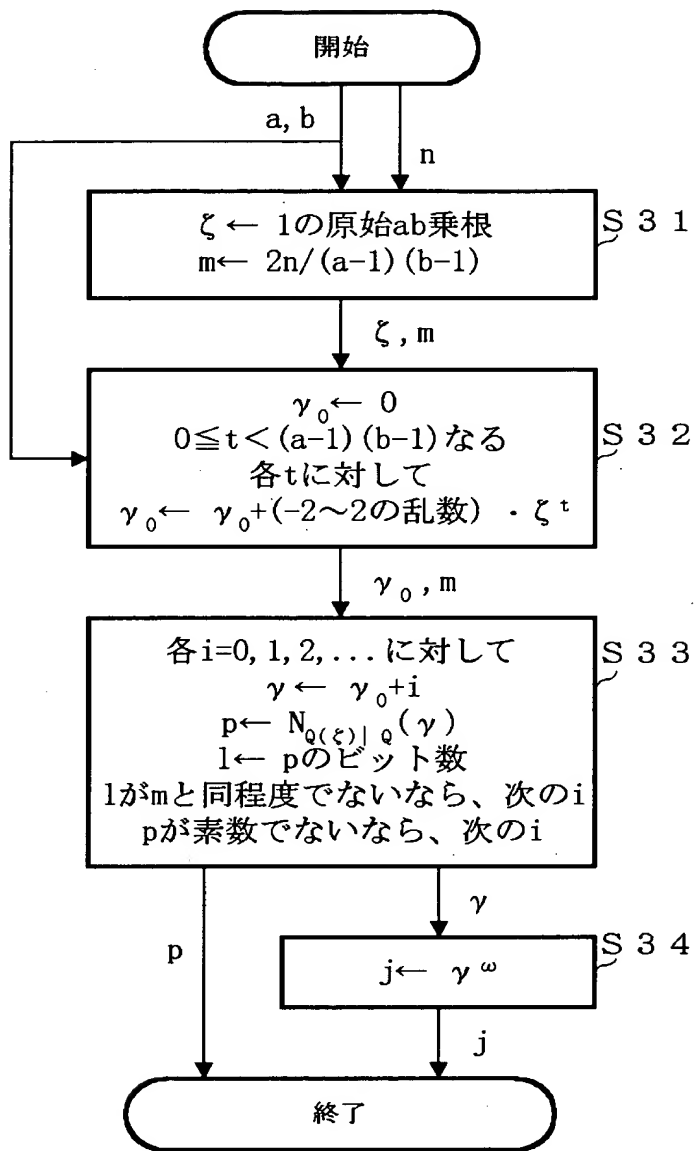 開始
a, b
n
ζ ← 1の原始ab乗根
m← 2n/(a-1)(b-1)
S31
ζ, m
γ₀← 0
0≦t<(a-1)(b-1)なる
各tに対して
γ₀← γ₀+(-2~2の乱数)・ζᵗ
S32
γ₀, m
各i=0, 1, 2, ...に対して
γ ← γ₀+i
p← N_Q(ζ)|Q(γ)
l← pのビット数
lがmと同程度でないなら、次のi
pが素数でないなら、次のi
S33
p
γ
j← γ^ω
S34
j
終了